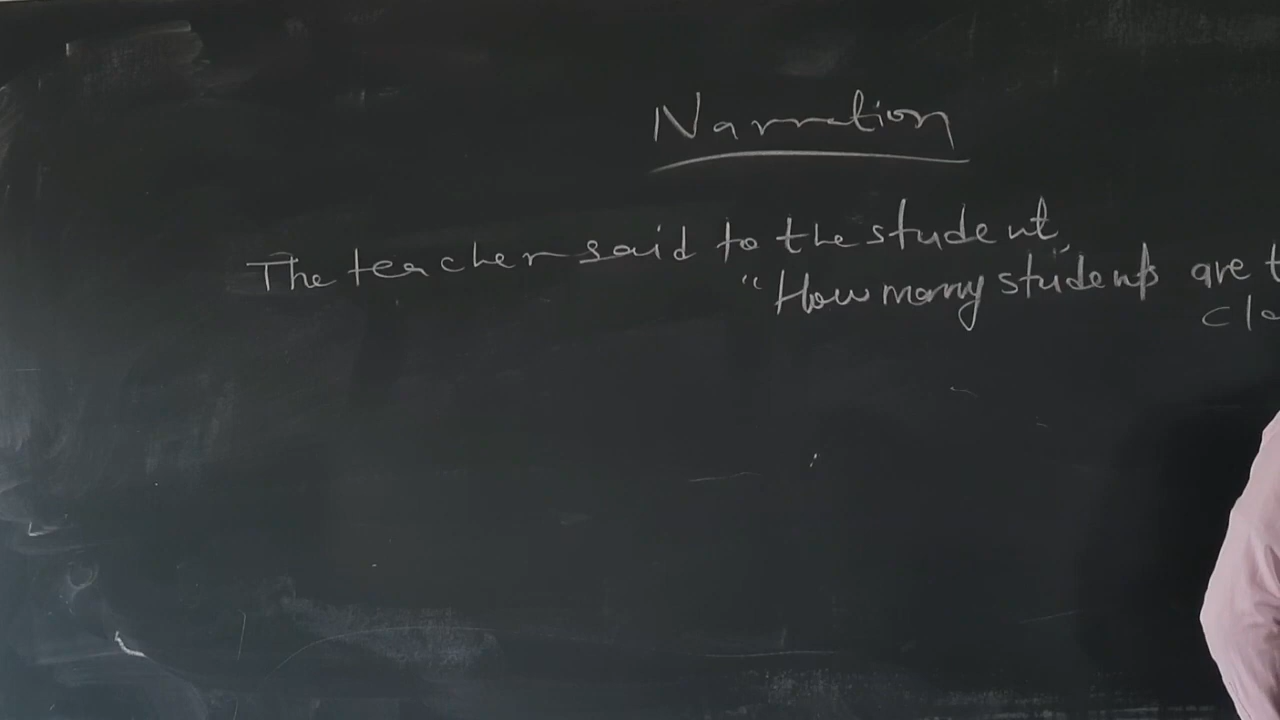 Narration
The teacher said to the student,
"How many students are t
cla